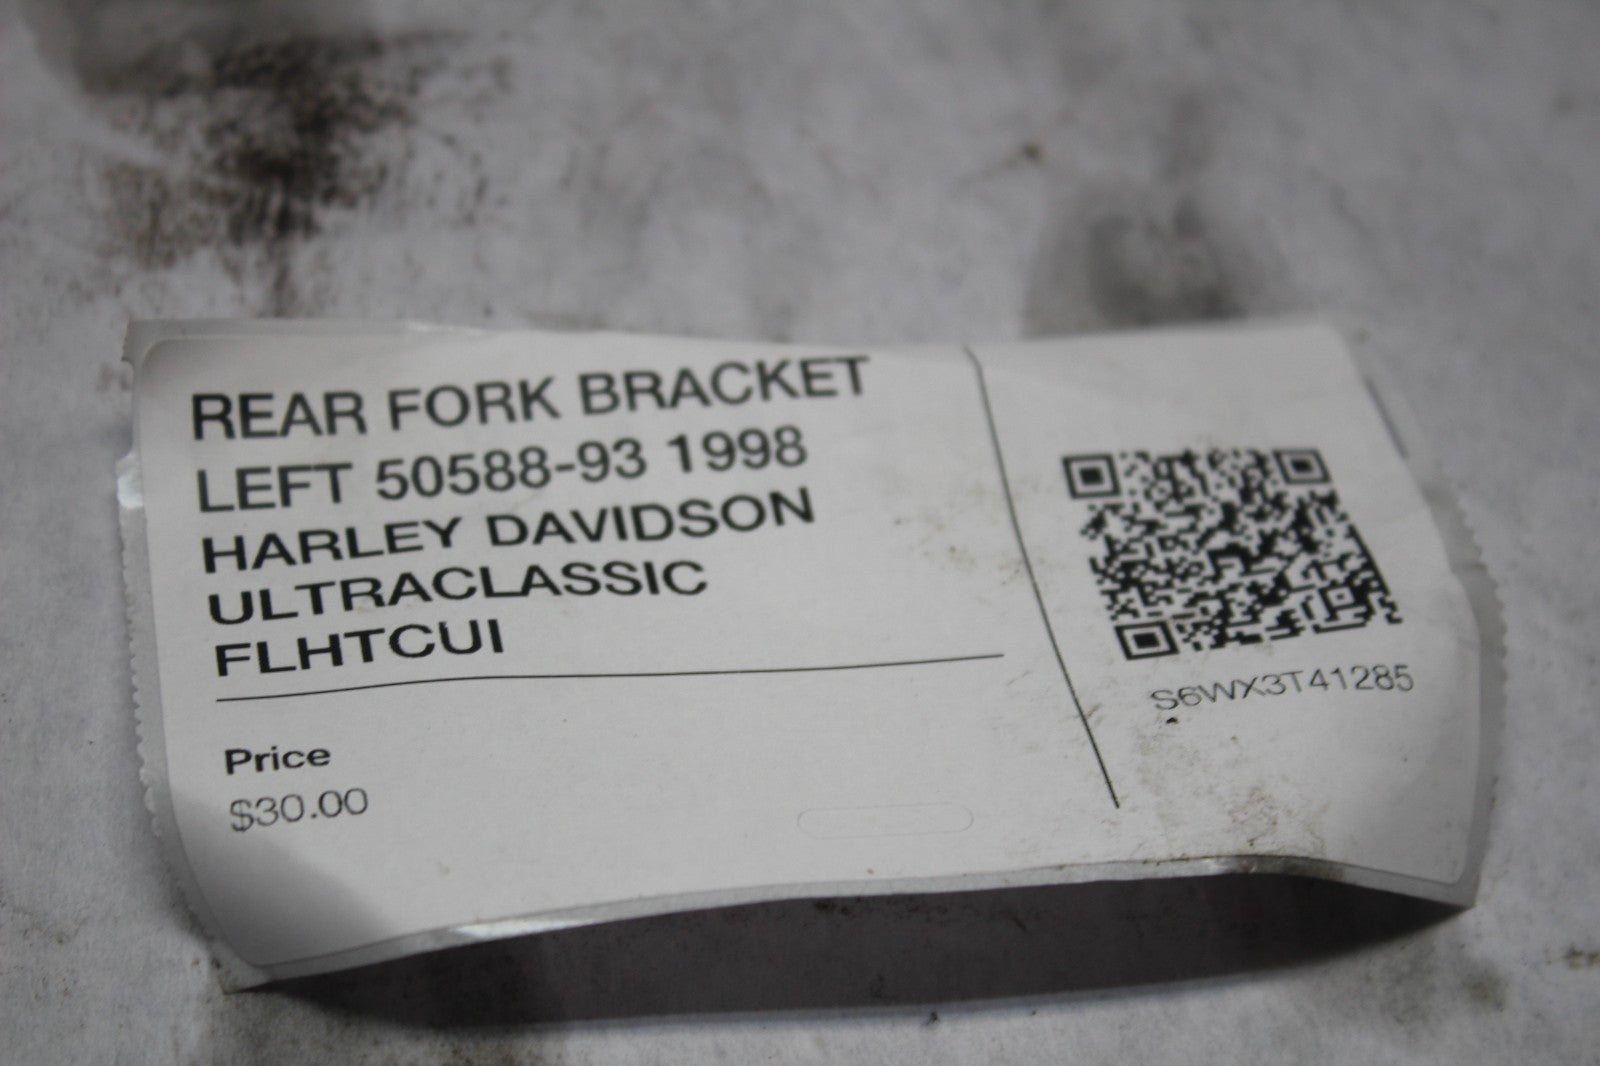 REAR FORK BRACKET
LEFT 50588-93 1998
HARLEY DAVIDSON
ULTRACLASSIC
FLHTCUI
Price
$30.00
S6WX3T41285